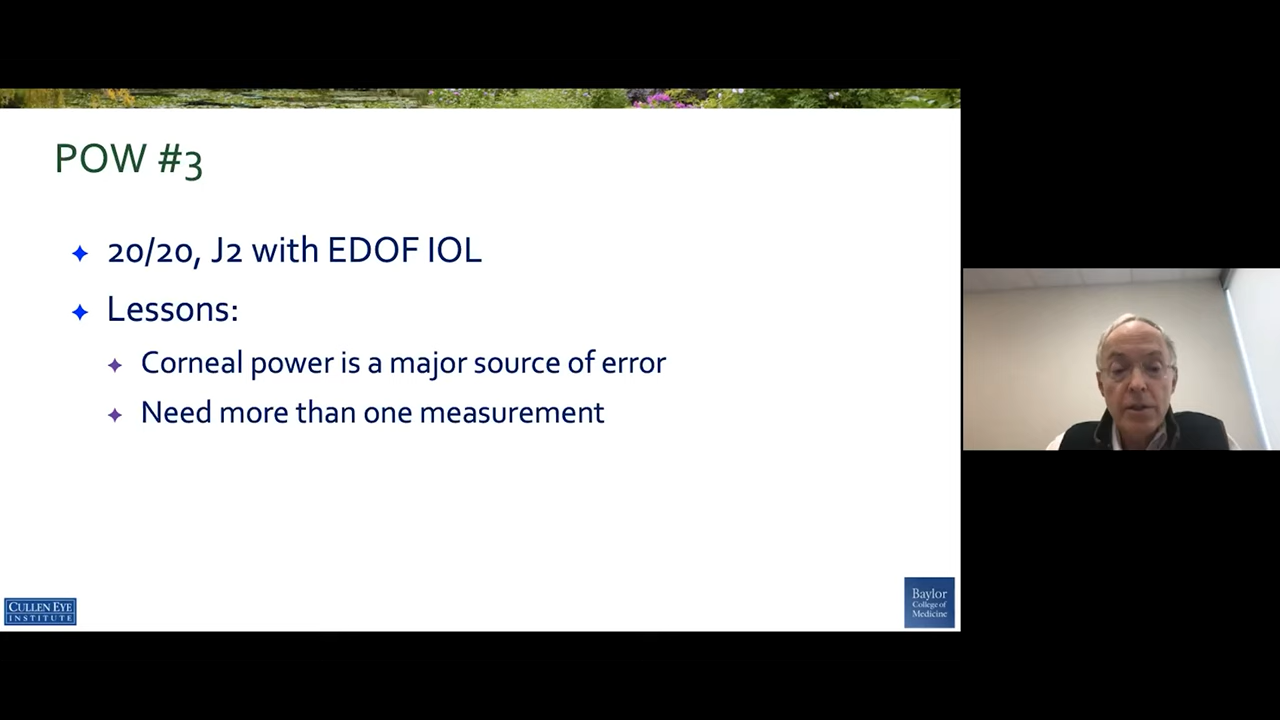 POW #3
20/20, J2 with EDOF IOL
Lessons:
Corneal power is a major source of error
Need more than one measurement
CULLEN EYE
INSTITUTE
Baylor
College of
Medicine